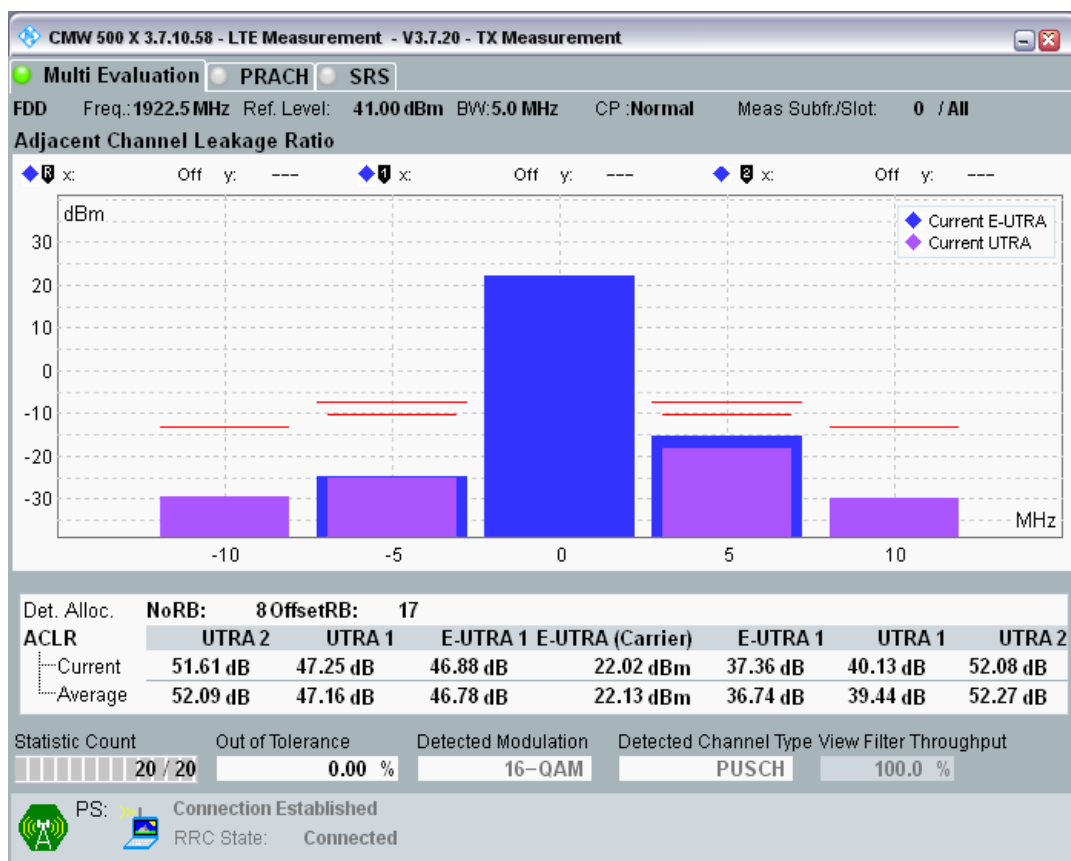 CMW 500 X 3.7.10.58 - LTE Measurement - V3.7.20 - TX Measurement
Multi Evaluation PRACH SRS
FDD Freq.: 1922.5 MHz Ref. Level: 41.00 dBm BW: 5.0 MHz CP : Normal Meas Subfr./Slot: 0 / All
Adjacent Channel Leakage Ratio
R x: Off y: --- 1 x: Off y: --- 2 x: Off y: ---
dBm
Current E-UTRA
Current UTRA
30
20
10
0
-10
-20
-30
MHz
-10 -5 0 5 10
Det. Alloc. NoRB: 8 OffsetRB: 17
ACLR UTRA 2 UTRA 1 E-UTRA 1 E-UTRA (Carrier) E-UTRA 1 UTRA 1 UTRA 2
Current 51.61 dB 47.25 dB 46.88 dB 22.02 dBm 37.36 dB 40.13 dB 52.08 dB
Average 52.09 dB 47.16 dB 46.78 dB 22.13 dBm 36.74 dB 39.44 dB 52.27 dB
Statistic Count Out of Tolerance Detected Modulation Detected Channel Type View Filter Throughput
20 / 20 0.00 % 16-QAM PUSCH 100.0 %
PS: Connection Established
RRC State: Connected